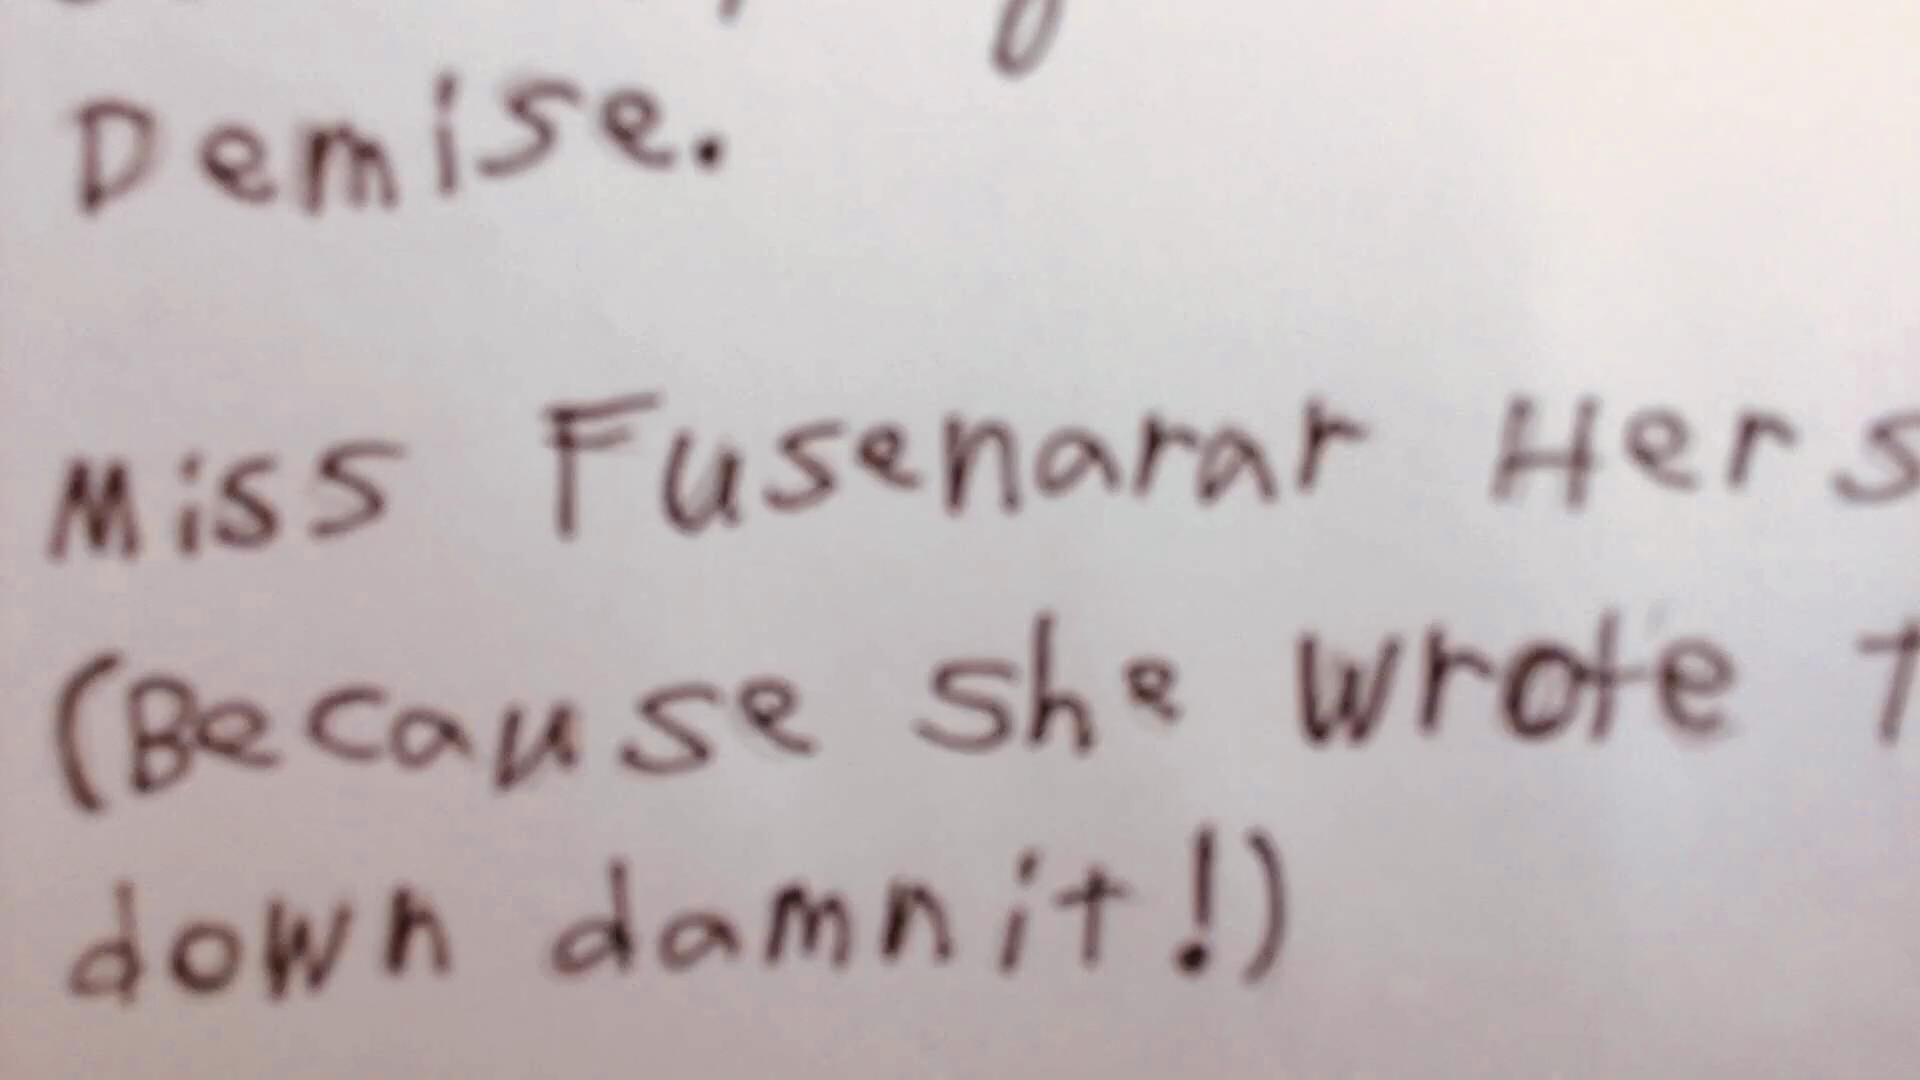 Demise.
Miss Fusenarar Hers
(Because she wrote t
down damnit!)